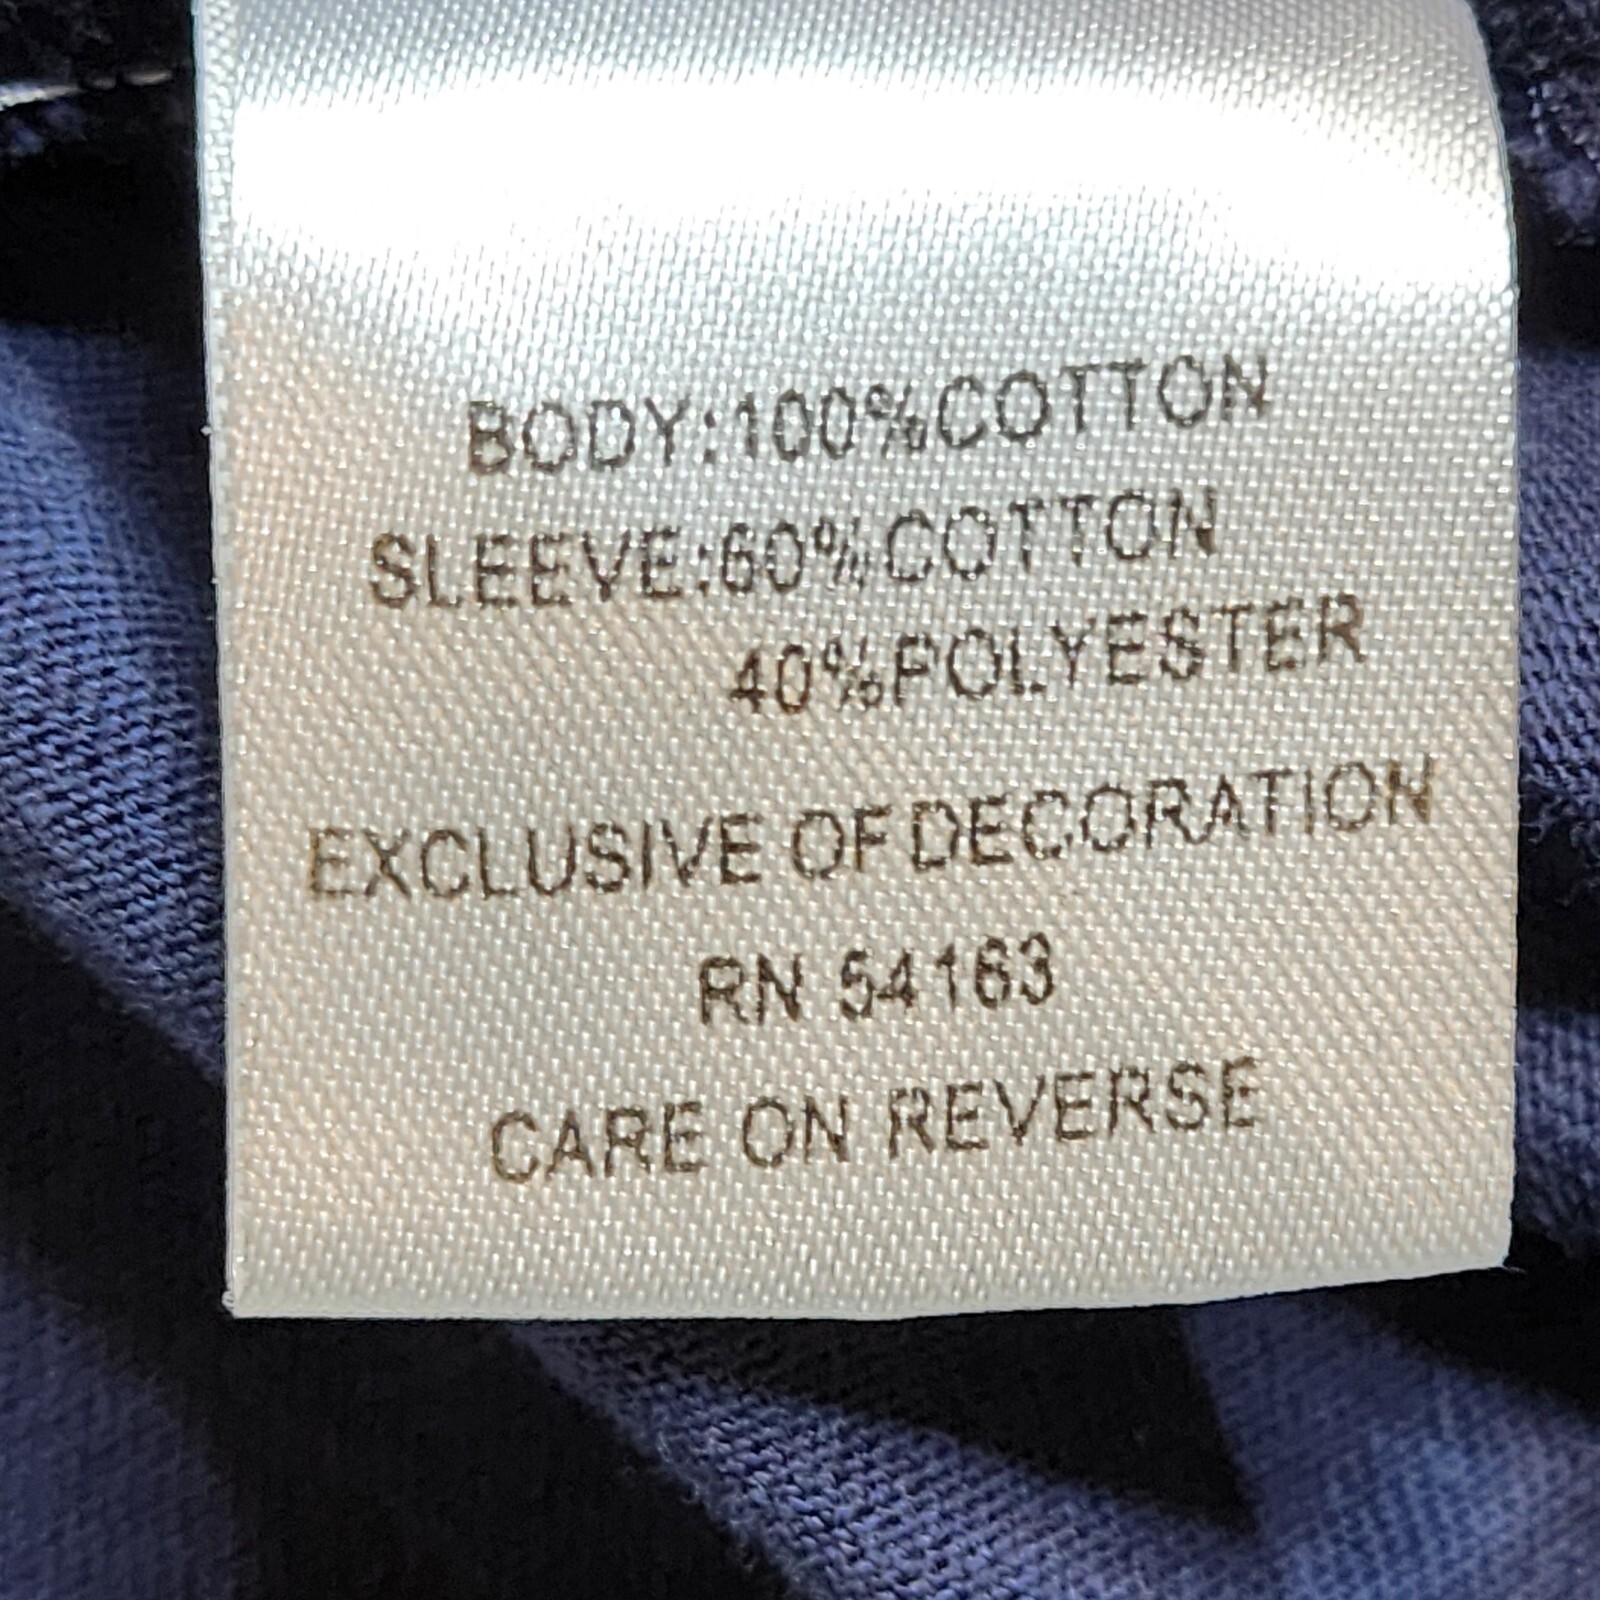 BODY:100%COTTON
SLEEVE:60%COTTON
40%POLYESTER
EXCLUSIVE OF DECORATION
RN 54163
CARE ON REVERSE